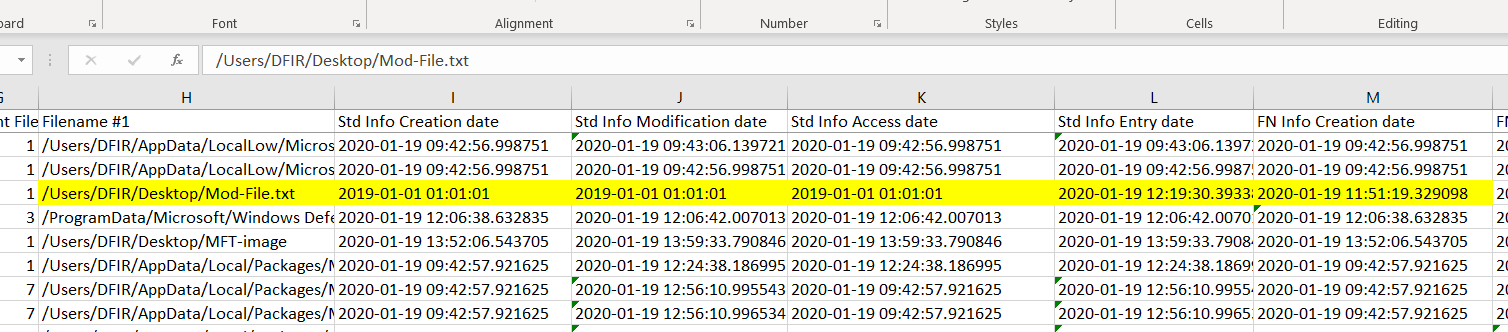 Font Alignment Number Styles Cells Editing
fx /Users/DFIR/Desktop/Mod-File.txt
H I J K L M
Filename #1 Std Info Creation date Std Info Modification date Std Info Access date Std Info Entry date FN Info Creation date
1 /Users/DFIR/AppData/LocalLow/Micros 2020-01-19 09:42:56.998751 2020-01-19 09:43:06.139721 2020-01-19 09:42:56.998751 2020-01-19 09:43:06.1397 2020-01-19 09:42:56.998751
1 /Users/DFIR/AppData/LocalLow/Micros 2020-01-19 09:42:56.998751 2020-01-19 09:42:56.998751 2020-01-19 09:42:56.998751 2020-01-19 09:42:56.9987 2020-01-19 09:42:56.998751
1 /Users/DFIR/Desktop/Mod-File.txt 2019-01-01 01:01:01 2019-01-01 01:01:01 2019-01-01 01:01:01 2020-01-19 12:19:30.3933 2020-01-19 11:51:19.329098
3 /ProgramData/Microsoft/Windows Defe 2020-01-19 12:06:38.632835 2020-01-19 12:06:42.007013 2020-01-19 12:06:42.007013 2020-01-19 12:06:42.0070 2020-01-19 12:06:38.632835
1 /Users/DFIR/Desktop/MFT-image 2020-01-19 13:52:06.543705 2020-01-19 13:59:33.790846 2020-01-19 13:59:33.790846 2020-01-19 13:59:33.7908 2020-01-19 13:52:06.543705
1 /Users/DFIR/AppData/Local/Packages/ 2020-01-19 09:42:57.921625 2020-01-19 12:24:38.186995 2020-01-19 12:24:38.186995 2020-01-19 12:24:38.1869 2020-01-19 09:42:57.921625
7 /Users/DFIR/AppData/Local/Packages/ 2020-01-19 09:42:57.921625 2020-01-19 12:56:10.995543 2020-01-19 09:42:57.921625 2020-01-19 12:56:10.9955 2020-01-19 09:42:57.921625
7 /Users/DFIR/AppData/Local/Packages/ 2020-01-19 09:42:57.921625 2020-01-19 12:56:10.996534 2020-01-19 09:42:57.921625 2020-01-19 12:56:10.9965 2020-01-19 09:42:57.921625